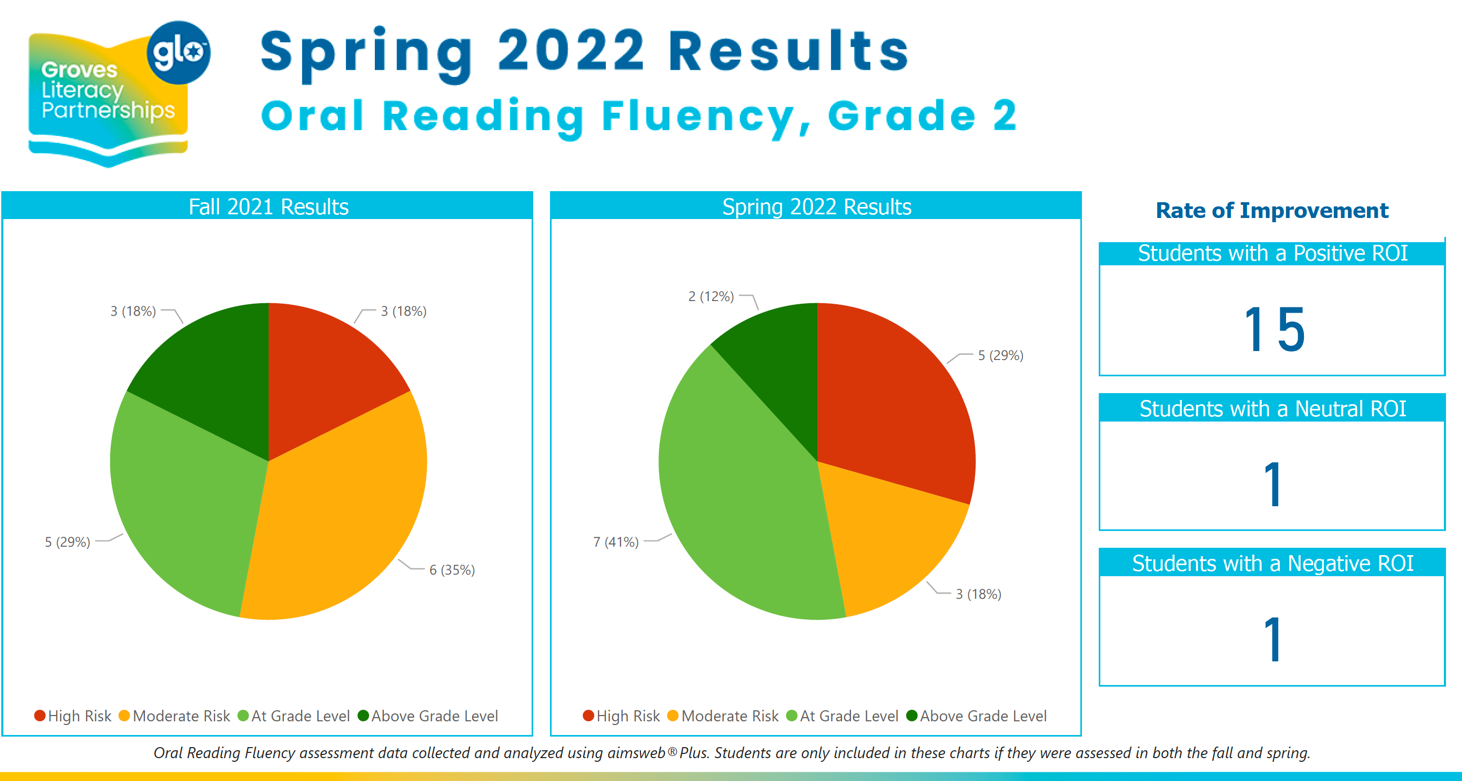 glo™
Groves
Literacy
Partnerships
Spring 2022 Results
Oral Reading Fluency, Grade 2
Fall 2021 Results
3 (18%)
3 (18%)
5 (29%)
6 (35%)
High Risk Moderate Risk At Grade Level Above Grade Level
Spring 2022 Results
2 (12%)
5 (29%)
7 (41%)
3 (18%)
High Risk Moderate Risk At Grade Level Above Grade Level
Rate of Improvement
Students with a Positive ROI
15
Students with a Neutral ROI
1
Students with a Negative ROI
1
Oral Reading Fluency assessment data collected and analyzed using aimsweb®Plus. Students are only included in these charts if they were assessed in both the fall and spring.